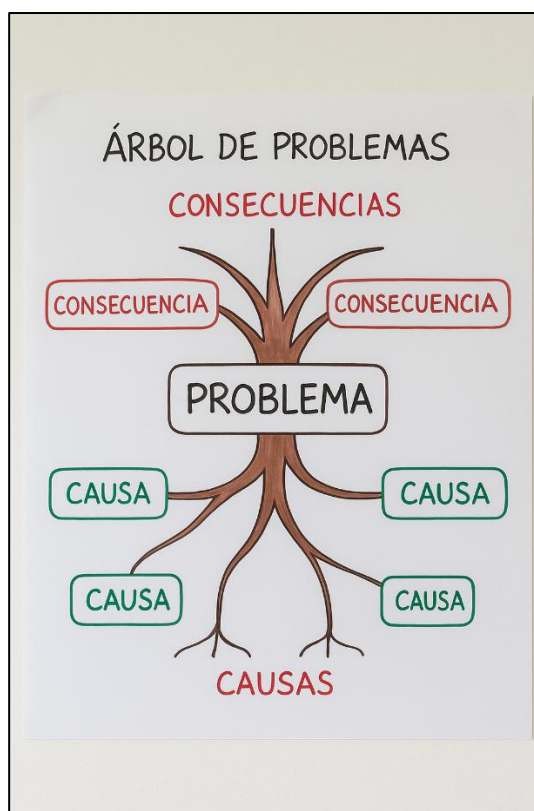 ÁRBOL DE PROBLEMAS
CONSECUENCIAS
CONSECUENCIA
CONSECUENCIA
PROBLEMA
CAUSA
CAUSA
CAUSA
CAUSA
CAUSAS